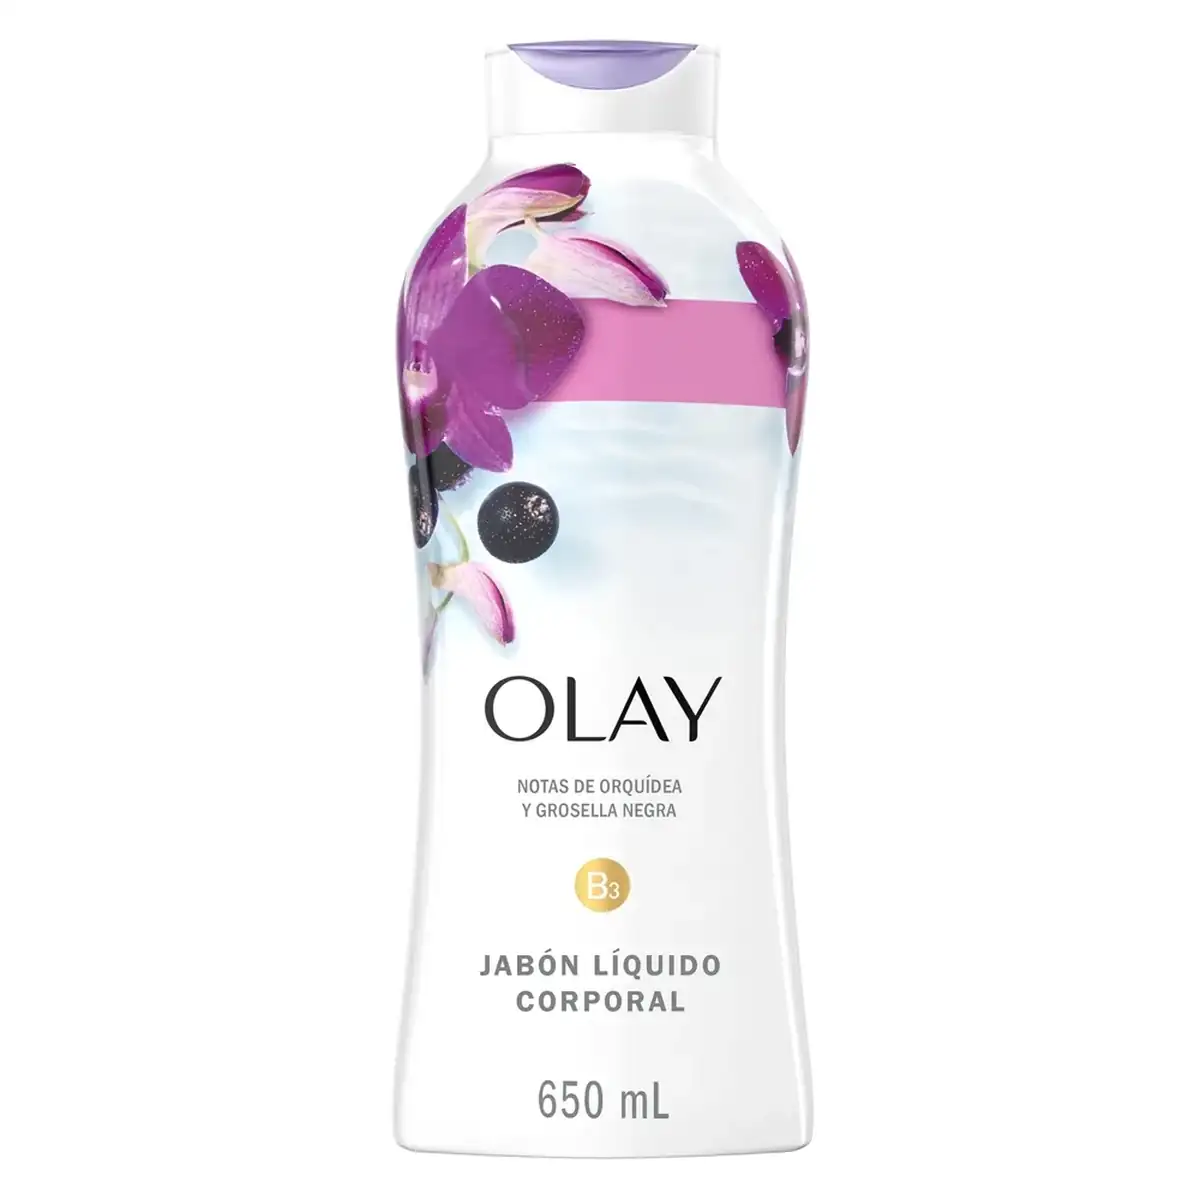 OLAY
NOTAS DE ORQUÍDEA
Y GROSELLA NEGRA
B3
JABÓN LÍQUIDO
CORPORAL
650 mL